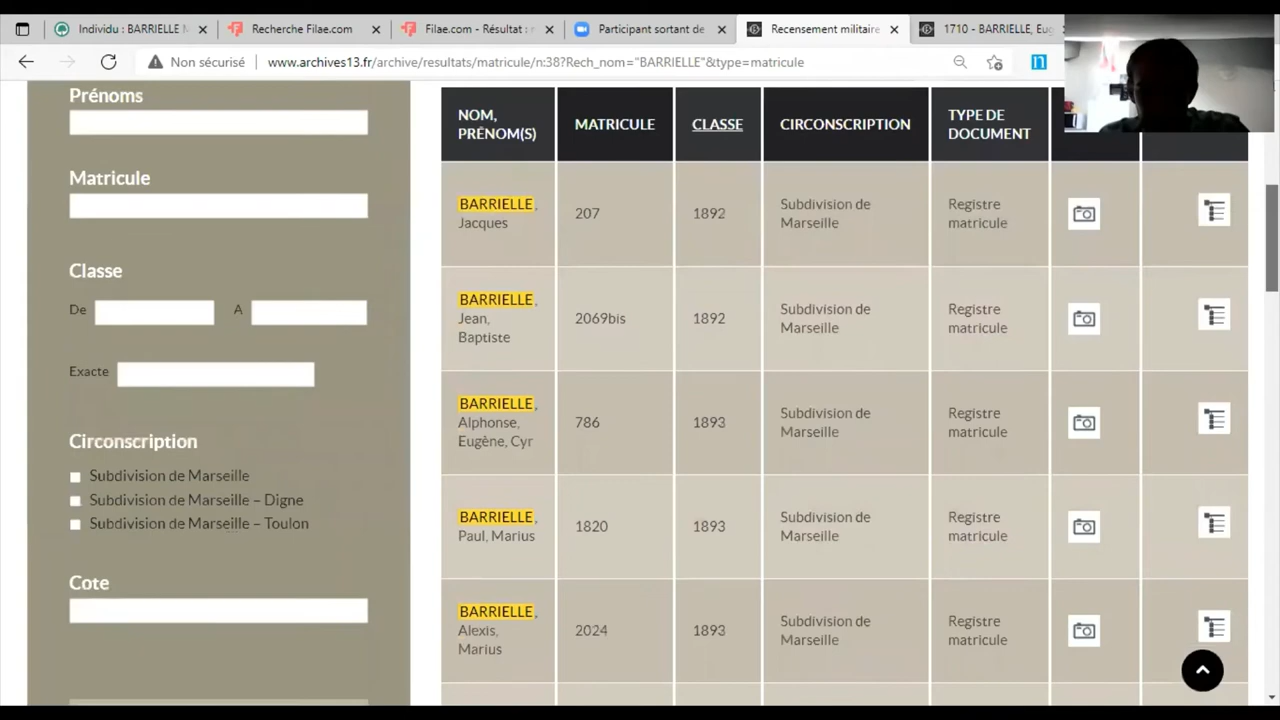 Individu : BARRIELLE
Recherche Filae.com
Filae.com - Résultat :
Participant sortant de
Recensement militaire
1710 - BARRIELLE, Eug
Non sécurisé
www.archives13.fr/archive/resultats/matricule/n:38?Rech_nom="BARRIELLE"&type=matricule
Prénoms
Matricule
Classe
De
A
Exacte
Circonscription
Subdivision de Marseille
Subdivision de Marseille – Digne
Subdivision de Marseille – Toulon
Cote
NOM,
PRÉNOM(S)
MATRICULE
CLASSE
CIRCONSCRIPTION
TYPE DE
DOCUMENT
BARRIELLE,
Jacques
207
1892
Subdivision de
Marseille
Registre
matricule
BARRIELLE,
Jean,
Baptiste
2069bis
1892
Subdivision de
Marseille
Registre
matricule
BARRIELLE,
Alphonse,
Eugène, Cyr
786
1893
Subdivision de
Marseille
Registre
matricule
BARRIELLE,
Paul, Marius
1820
1893
Subdivision de
Marseille
Registre
matricule
BARRIELLE,
Alexis,
Marius
2024
1893
Subdivision de
Marseille
Registre
matricule